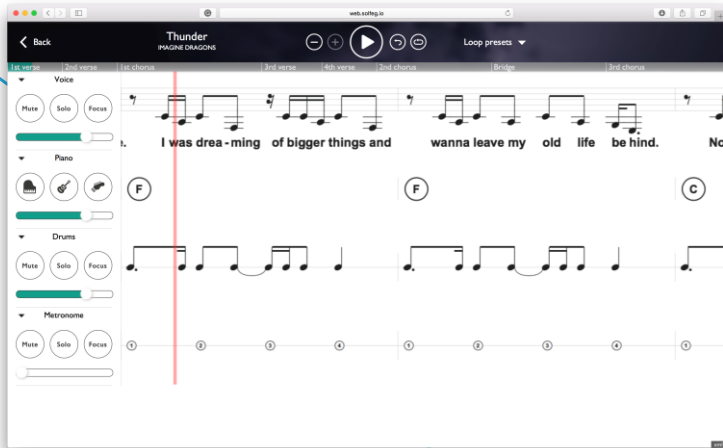 web.solfeg.io
Back
Thunder
IMAGINE DRAGONS
Loop presets
1st verse 2nd verse 1st chorus 3rd verse 4th verse 2nd chorus Bridge 3rd chorus
Voice
Mute Solo Focus
I was drea-ming of bigger things and wanna leave my old life be hind. No
Piano
F F C
Drums
Mute Solo Focus
Metronome
Mute Solo Focus
1 2 3 4 1 2 3 4 1